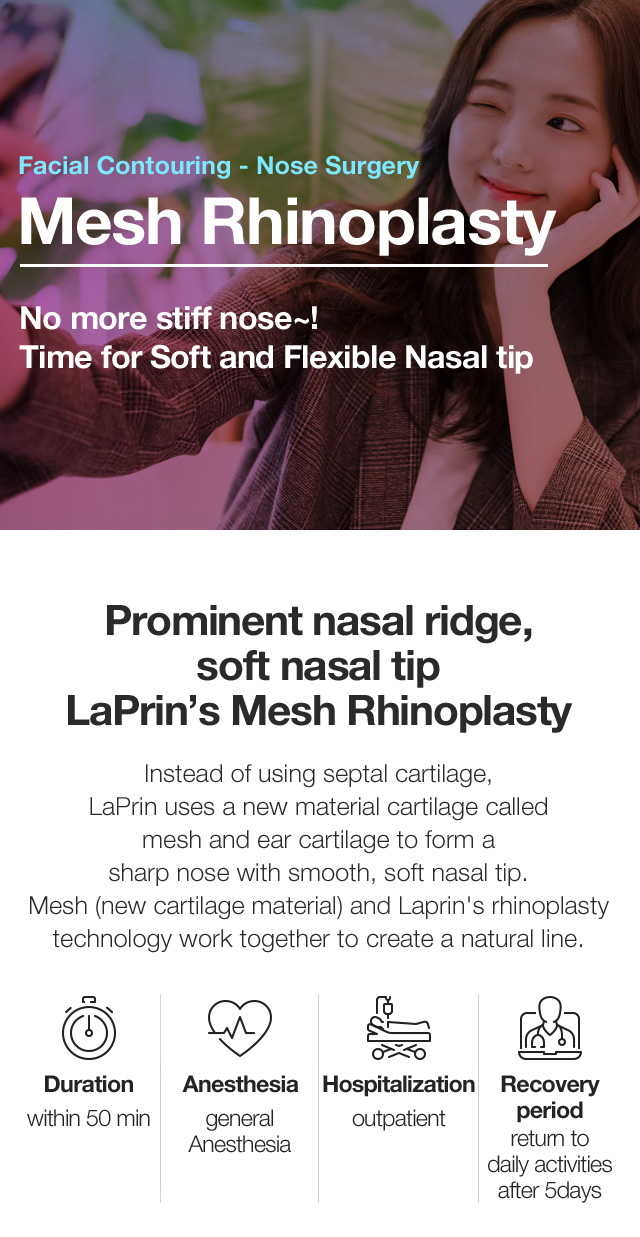 Facial Contouring - Nose Surgery
Mesh Rhinoplasty
No more stiff nose~!
Time for Soft and Flexible Nasal tip
Prominent nasal ridge,
soft nasal tip
LaPrin’s Mesh Rhinoplasty
Instead of using septal cartilage,
LaPrin uses a new material cartilage called
mesh and ear cartilage to form a
sharp nose with smooth, soft nasal tip.
Mesh (new cartilage material) and Laprin's rhinoplasty
technology work together to create a natural line.
Duration
within 50 min
Anesthesia
general
Anesthesia
Hospitalization
outpatient
Recovery
period
return to
daily activities
after 5days